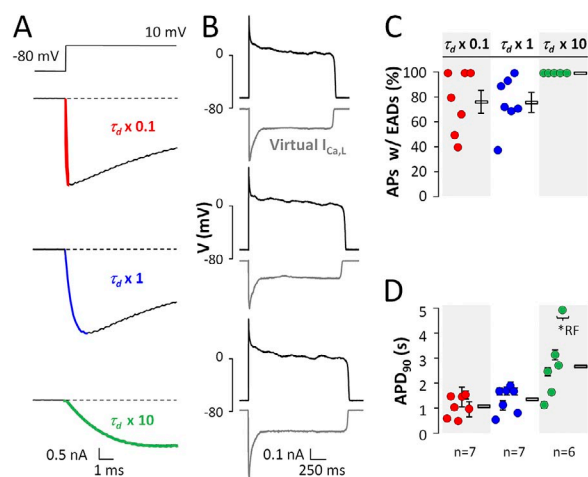 A
-80 mV
10 mV
τd x 0.1
τd x 1
τd x 10
0.5 nA
1 ms
B
V (mV)
0
-80
Virtual ICa,L
0
-80
0
-80
0.1 nA
250 ms
C
τd x 0.1
τd x 1
τd x 10
APs w/ EADs (%)
100
80
60
40
20
0
D
APD90 (s)
5
4
3
2
1
0
*RF
n=7
n=7
n=6